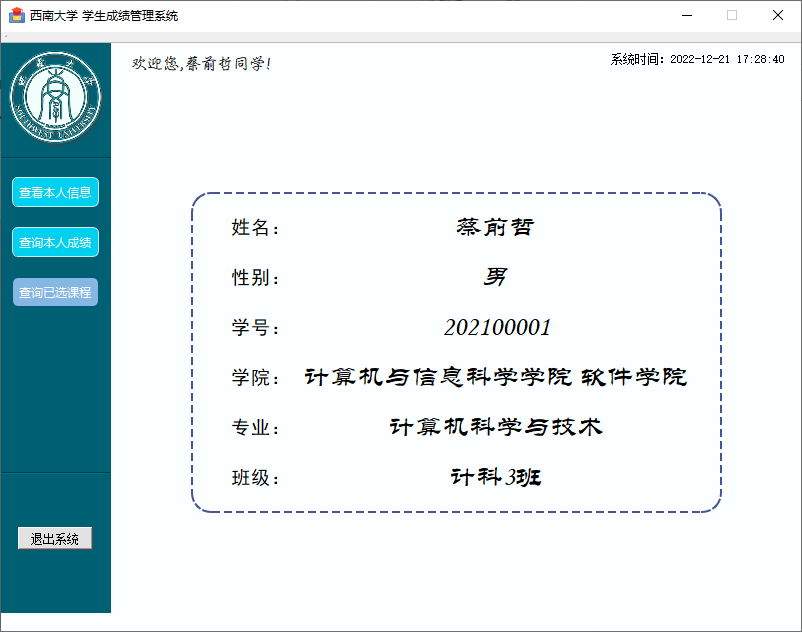 西南大学 学生成绩管理系统
欢迎您,蔡前哲同学!
系统时间：2022-12-21 17:28:40
SOUTHWEST UNIVERSITY
查看本人信息
查询本人成绩
查询已选课程
退出系统
姓名： 蔡前哲
性别： 男
学号： 202100001
学院： 计算机与信息科学学院 软件学院
专业： 计算机科学与技术
班级： 计科3班